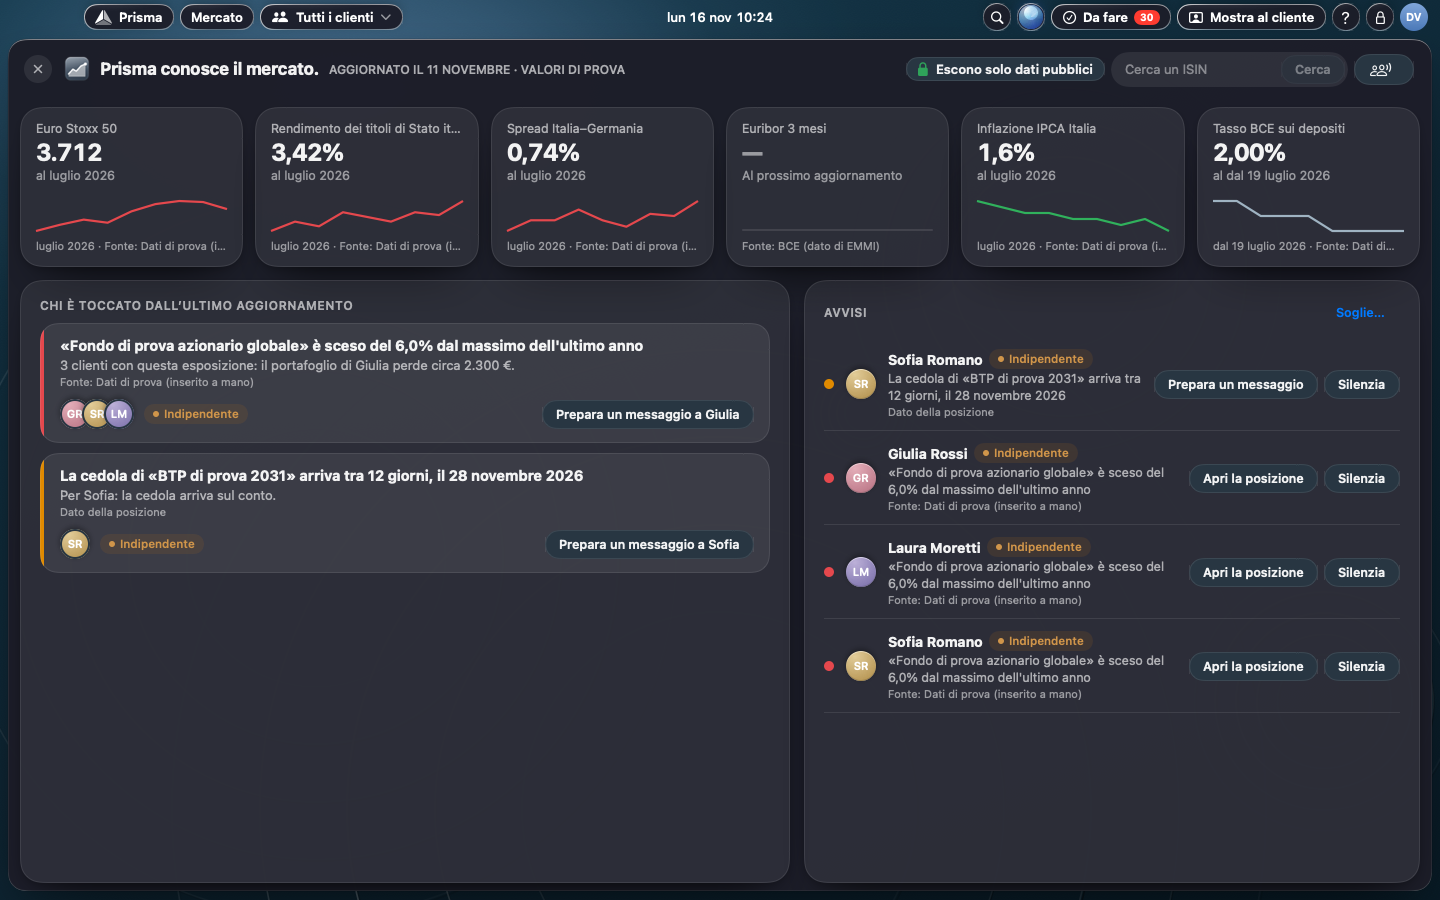 Prisma
Mercato
Tutti i clienti
lun 16 nov 10:24
Da fare 30
Mostra al cliente
?
DV
Prisma conosce il mercato. AGGIORNATO IL 11 NOVEMBRE · VALORI DI PROVA
Escono solo dati pubblici
Cerca un ISIN
Cerca
Euro Stoxx 50
3.712
al luglio 2026
luglio 2026 · Fonte: Dati di prova (i...
Rendimento dei titoli di Stato it...
3,42%
al luglio 2026
luglio 2026 · Fonte: Dati di prova (i...
Spread Italia–Germania
0,74%
al luglio 2026
luglio 2026 · Fonte: Dati di prova (i...
Euribor 3 mesi
—
Al prossimo aggiornamento
Fonte: BCE (dato di EMMI)
Inflazione IPCA Italia
1,6%
al luglio 2026
luglio 2026 · Fonte: Dati di prova (i...
Tasso BCE sui depositi
2,00%
al dal 19 luglio 2026
dal 19 luglio 2026 · Fonte: Dati di...
CHI È TOCCATO DALL'ULTIMO AGGIORNAMENTO
«Fondo di prova azionario globale» è sceso del 6,0% dal massimo dell'ultimo anno
3 clienti con questa esposizione: il portafoglio di Giulia perde circa 2.300 €.
Fonte: Dati di prova (inserito a mano)
GR SR LM Indipendente
Prepara un messaggio a Giulia
La cedola di «BTP di prova 2031» arriva tra 12 giorni, il 28 novembre 2026
Per Sofia: la cedola arriva sul conto.
Dato della posizione
SR Indipendente
Prepara un messaggio a Sofia
AVVISI
Soglie...
SR
Sofia Romano Indipendente
La cedola di «BTP di prova 2031» arriva tra
12 giorni, il 28 novembre 2026
Dato della posizione
Prepara un messaggio
Silenzia
GR
Giulia Rossi Indipendente
«Fondo di prova azionario globale» è sceso del
6,0% dal massimo dell'ultimo anno
Fonte: Dati di prova (inserito a mano)
Apri la posizione
Silenzia
LM
Laura Moretti Indipendente
«Fondo di prova azionario globale» è sceso del
6,0% dal massimo dell'ultimo anno
Fonte: Dati di prova (inserito a mano)
Apri la posizione
Silenzia
SR
Sofia Romano Indipendente
«Fondo di prova azionario globale» è sceso del
6,0% dal massimo dell'ultimo anno
Fonte: Dati di prova (inserito a mano)
Apri la posizione
Silenzia